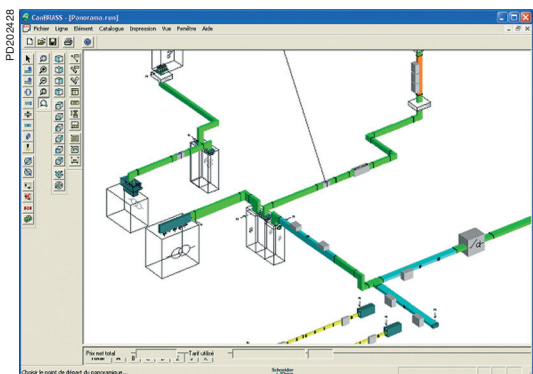 PD202428
CanBRASS - [Panorama.run]
Fichier Ligne Elément Catalogue Impression Vue Fenêtre Aide
Prix net total
Tarif utilisé
Choisir le point de départ du panoramique...
Schneider